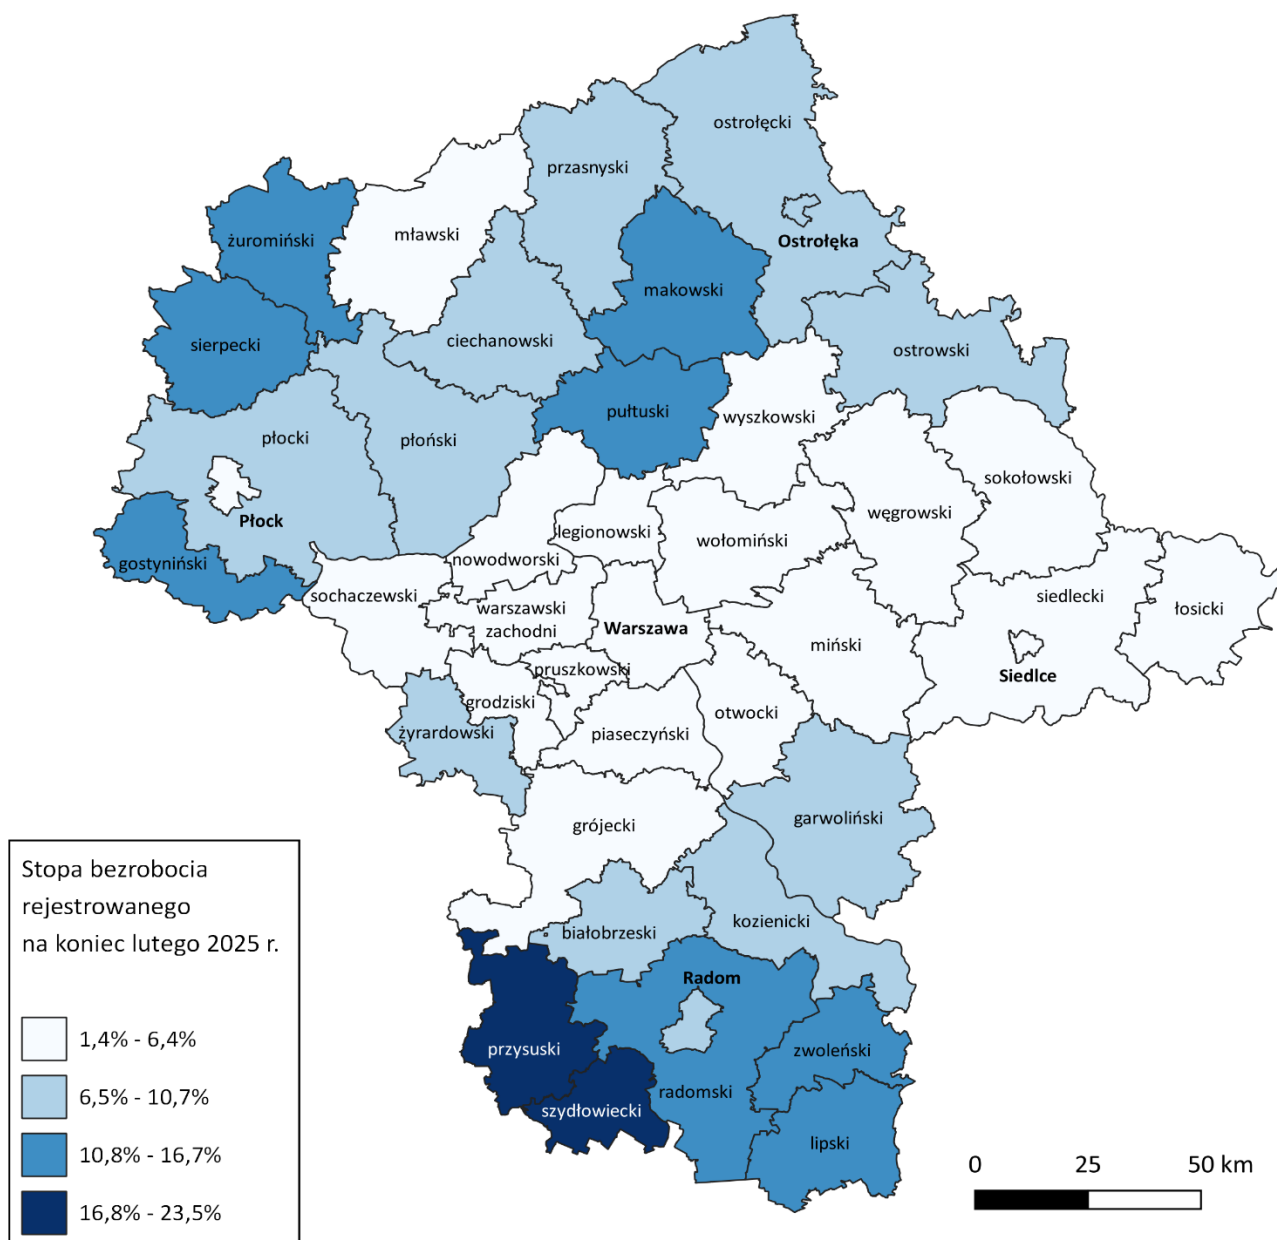 ostrołęcki
przasnyski
żuromiński
mławski
Ostrołęka
makowski
sierpecki
ciechanowski
ostrowski
pułtuski
wyszkowski
płocki
płoński
sokołowski
węgrowski
Płock
legionowski
wołomiński
gostyniński
nowodworski
sochaczewski
warszawski
zachodni
Warszawa
siedlecki
łosicki
miński
pruszkowski
Siedlce
grodziski
otwocki
żyrardowski
piaseczyński
grójecki
garwoliński
białobrzeski
kozienicki
Radom
przysuski
zwoleński
radomski
szydłowiecki
lipski
Stopa bezrobocia
rejestrowanego
na koniec lutego 2025 r.
1,4% - 6,4%
6,5% - 10,7%
10,8% - 16,7%
16,8% - 23,5%
0 25 50 km